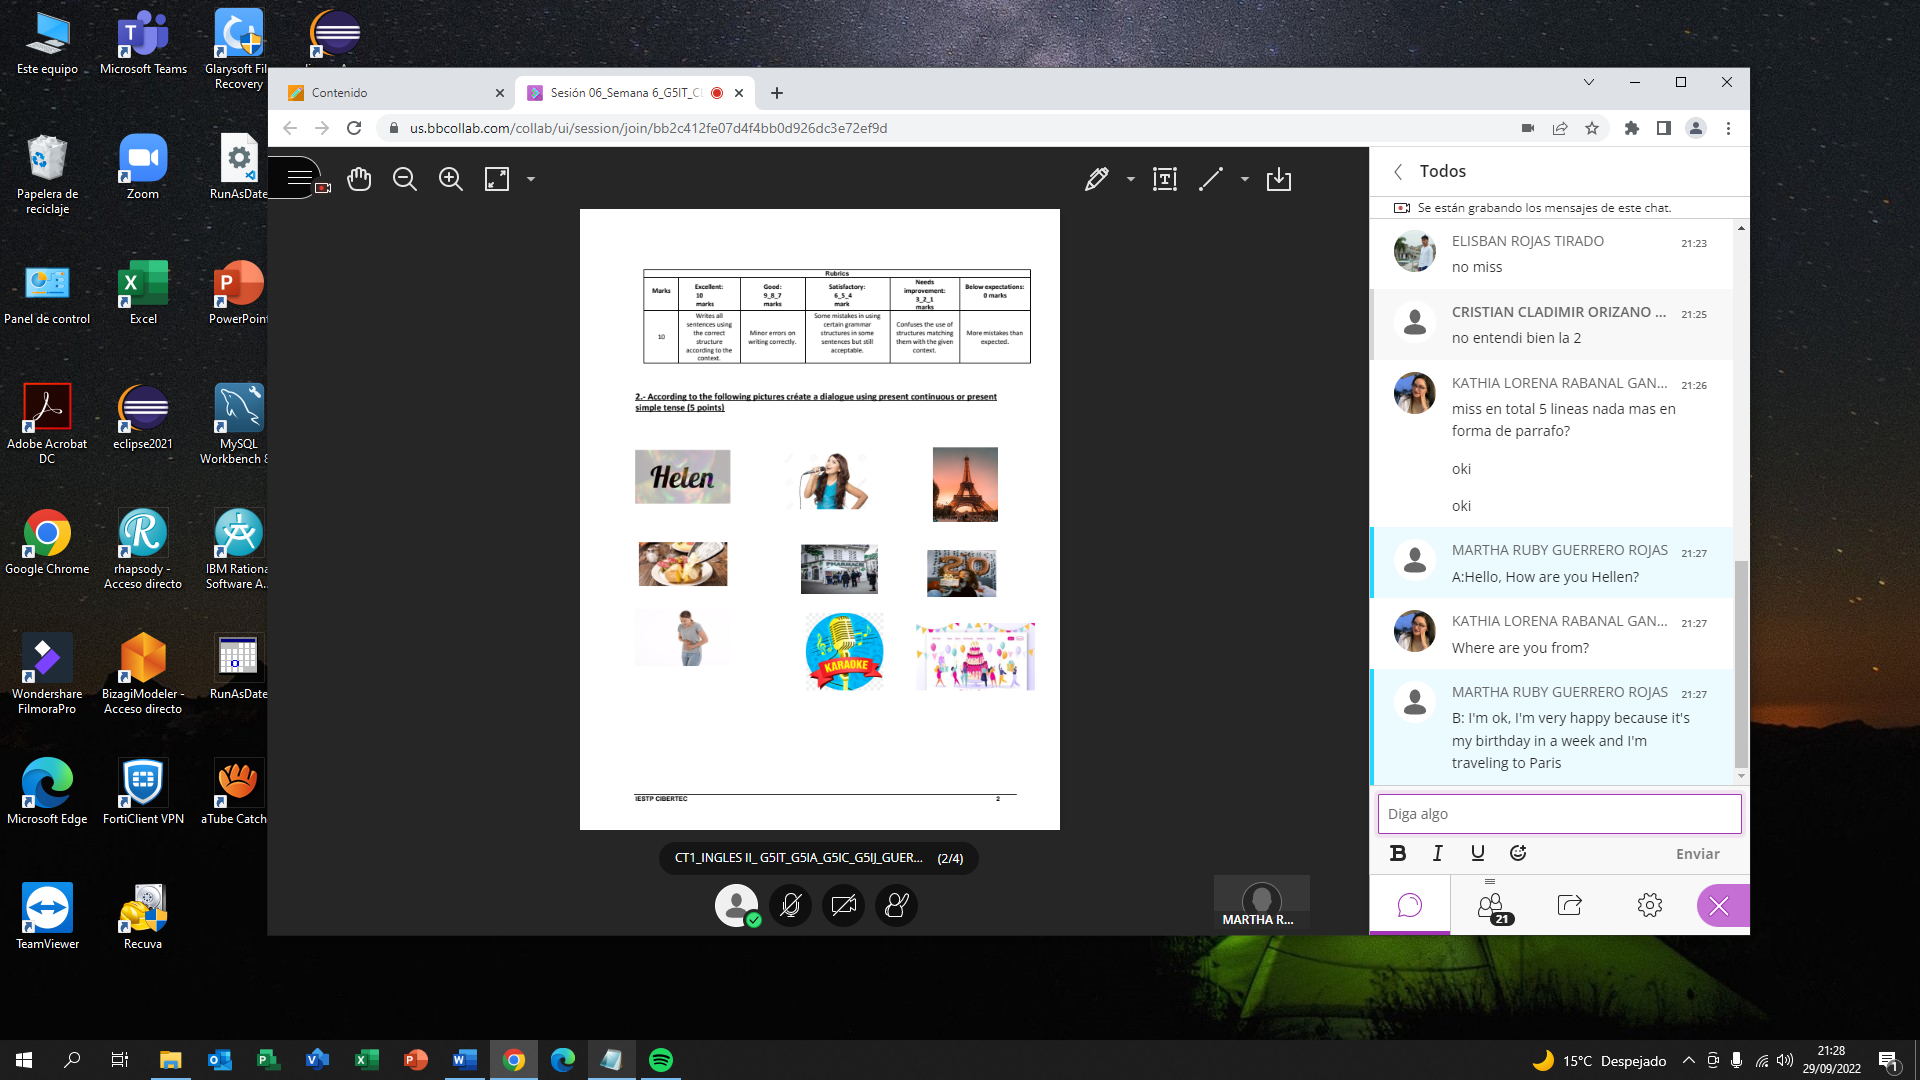 Este equipo
Microsoft Teams
Glarysoft Fil
Recovery
Papelera de
reciclaje
Zoom
RunAsDate
Panel de control
Excel
PowerPoint
Adobe Acrobat
DC
eclipse2021
MySQL
Workbench 8
Google Chrome
rhapsody -
Acceso directo
IBM Rationa
Software A...
Wondershare
FilmoraPro
BizagiModeler -
Acceso directo
RunAsDate
Microsoft Edge
FortiClient VPN
aTube Catch
TeamViewer
Recuva
Contenido
Sesión 06_Semana 6_G5IT_CI
us.bbcollab.com/collab/ui/session/join/bb2c412fe07d4f4bb0d926dc3e72ef9d
Rubrics
Marks
Excellent:
10
marks
Good:
9_8_7
marks
Satisfactory:
6_5_4
mark
Needs
improvement:
3_2_1
marks
Below expectations:
0 marks
10
Writes all
sentences using
the correct
structure
according to the
context.
Minor errors on
writing correctly.
Some mistakes in using
certain grammar
structures in some
sentences but still
acceptable.
Confuses the use of
structures matching
them with the given
context.
More mistakes than
expected.
2.- According to the following pictures créate a dialogue using present continuous or present
simple tense (5 points)
Helen
PHARMACIE
20
KARAOKE
IESTP CIBERTEC
2
CT1_INGLES II_ G5IT_G5IA_G5IC_G5IJ_GUER... (2/4)
MARTHA R...
Todos
Se están grabando los mensajes de este chat.
ELISBAN ROJAS TIRADO 21:23
no miss
CRISTIAN CLADIMIR ORIZANO ... 21:25
no entendi bien la 2
KATHIA LORENA RABANAL GAN... 21:26
miss en total 5 lineas nada mas en
forma de parrafo?
oki
oki
MARTHA RUBY GUERRERO ROJAS 21:27
A:Hello, How are you Hellen?
KATHIA LORENA RABANAL GAN... 21:27
Where are you from?
MARTHA RUBY GUERRERO ROJAS 21:27
B: I'm ok, I'm very happy because it's
my birthday in a week and I'm
traveling to Paris
Diga algo
B I U
Enviar
21
15°C Despejado
21:28
29/09/2022
1